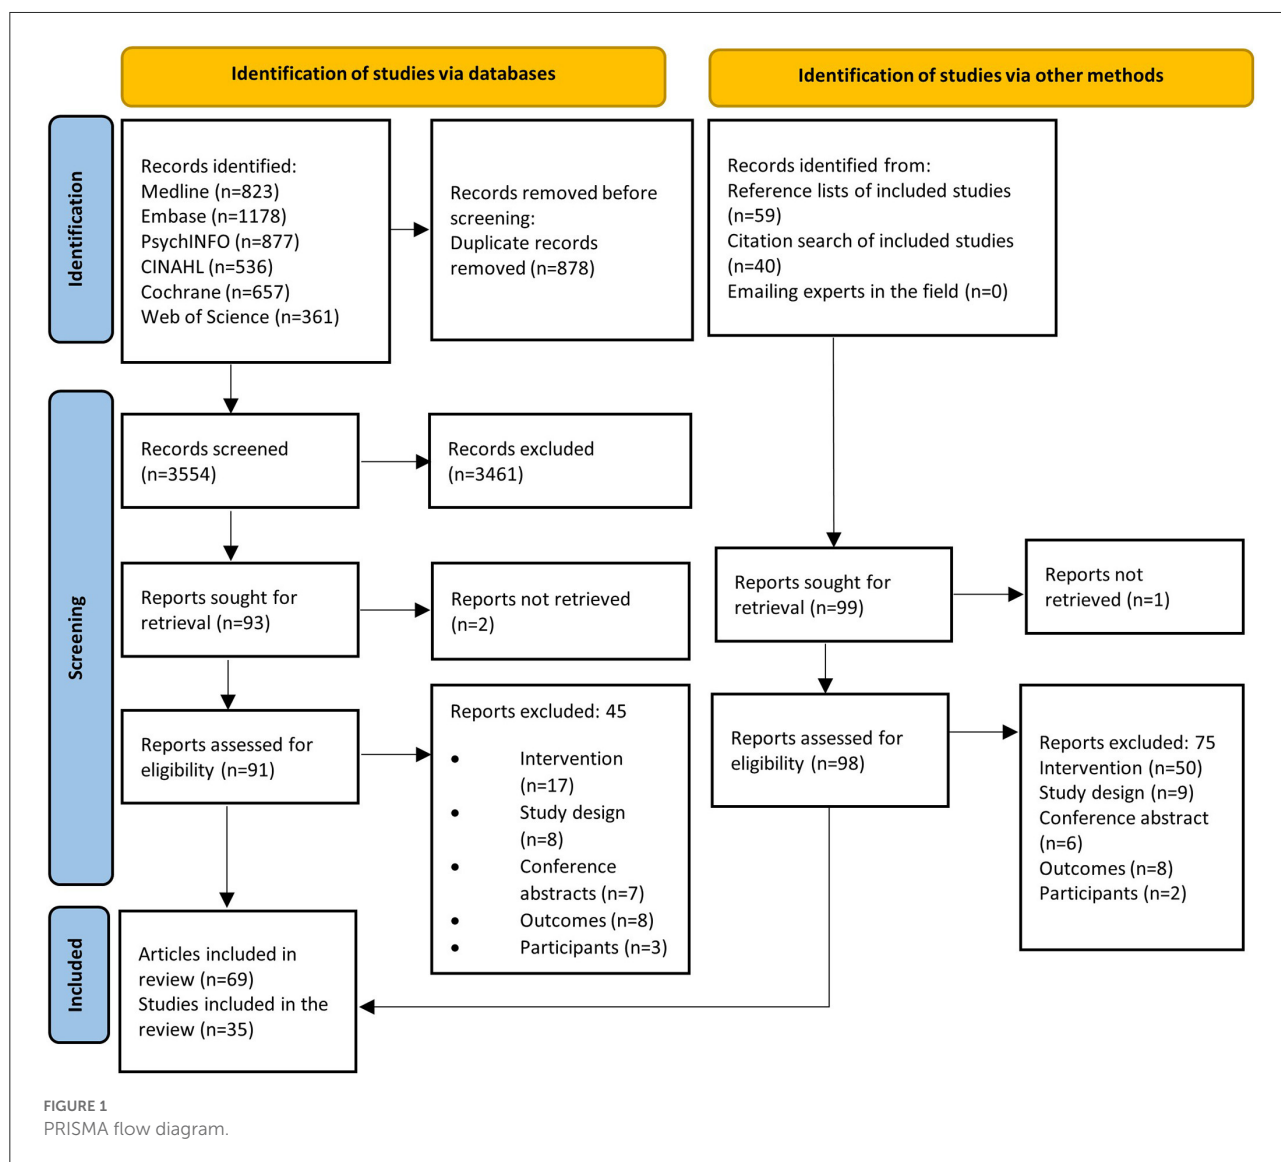 Identification of studies via databases
Identification of studies via other methods
Identification
Records identified:
Medline (n=823)
Embase (n=1178)
PsychINFO (n=877)
CINAHL (n=536)
Cochrane (n=657)
Web of Science (n=361)
Records removed before
screening:
Duplicate records
removed (n=878)
Records identified from:
Reference lists of included studies
(n=59)
Citation search of included studies
(n=40)
Emailing experts in the field (n=0)
Screening
Records screened
(n=3554)
Records excluded
(n=3461)
Reports sought for
retrieval (n=93)
Reports not retrieved
(n=2)
Reports sought for
retrieval (n=99)
Reports not
retrieved (n=1)
Reports assessed for
eligibility (n=91)
Reports excluded: 45
• Intervention
(n=17)
• Study design
(n=8)
• Conference
abstracts (n=7)
• Outcomes (n=8)
• Participants (n=3)
Reports assessed for
eligibility (n=98)
Reports excluded: 75
Intervention (n=50)
Study design (n=9)
Conference abstract
(n=6)
Outcomes (n=8)
Participants (n=2)
Included
Articles included in
review (n=69)
Studies included in the
review (n=35)
FIGURE 1
PRISMA flow diagram.